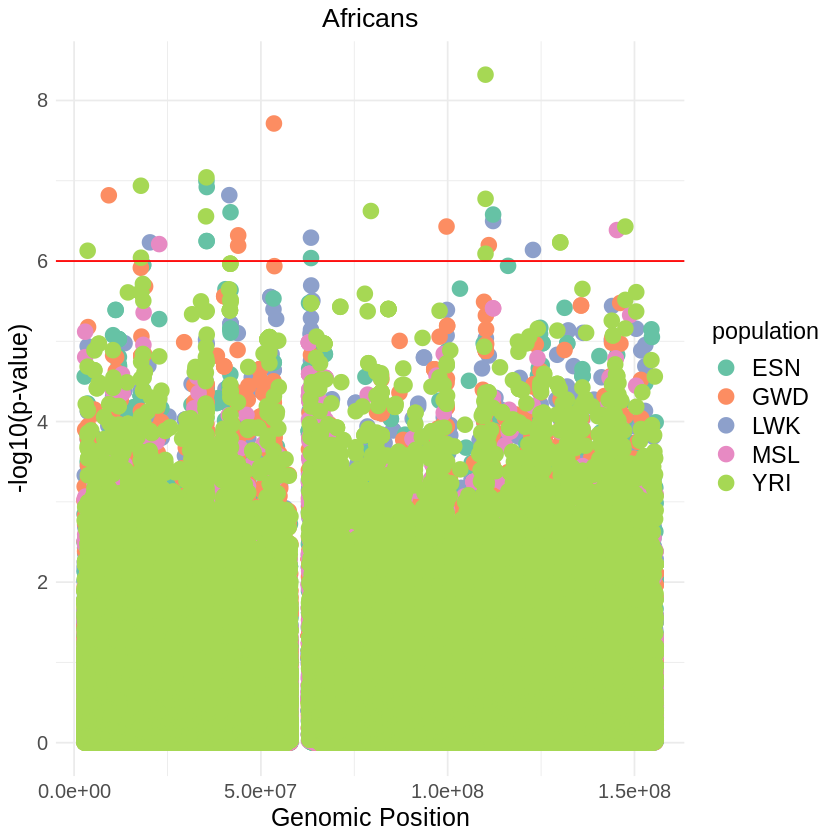 Africans
8
6
4
2
0
-log10(p-value)
0.0e+00 5.0e+07 1.0e+08 1.5e+08
Genomic Position
population
ESN
GWD
LWK
MSL
YRI